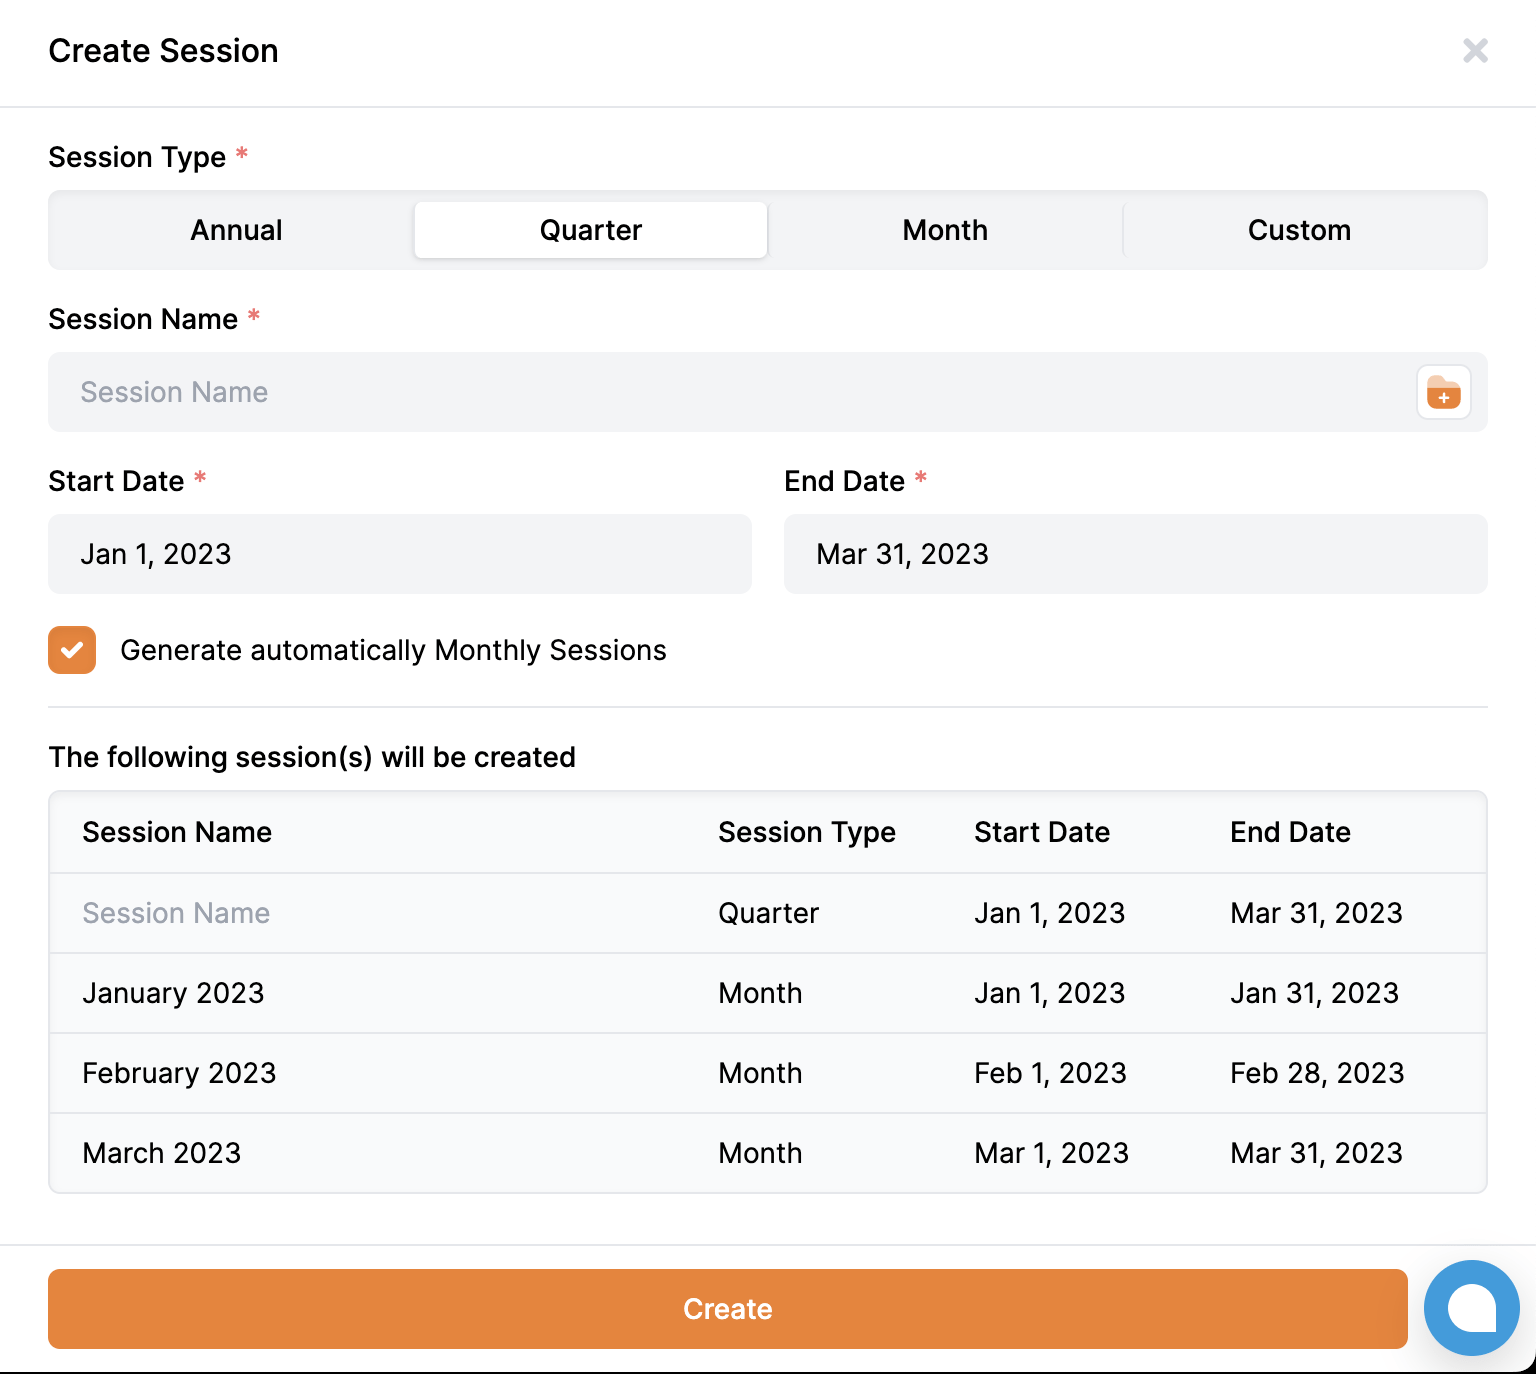 Create Session
Session Type *
Annual Quarter Month Custom
Session Name *
Session Name
Start Date * End Date *
Jan 1, 2023 Mar 31, 2023
Generate automatically Monthly Sessions
The following session(s) will be created
Session Name Session Type Start Date End Date
Session Name Quarter Jan 1, 2023 Mar 31, 2023
January 2023 Month Jan 1, 2023 Jan 31, 2023
February 2023 Month Feb 1, 2023 Feb 28, 2023
March 2023 Month Mar 1, 2023 Mar 31, 2023
Create